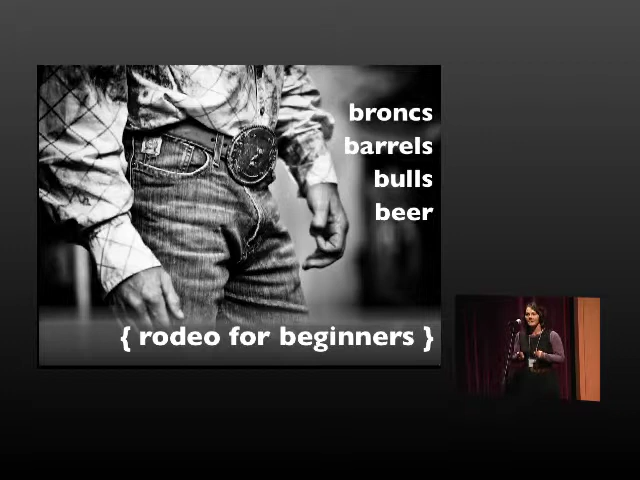 broncs
barrels
bulls
beer
{ rodeo for beginners }